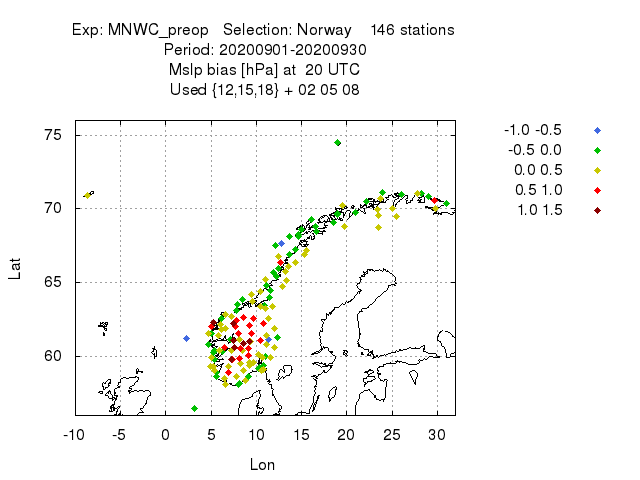 Exp: MNWC_preop   Selection: Norway    146 stations
Period: 20200901-20200930
Mslp bias [hPa] at  20 UTC
Used {12,15,18} + 02 05 08
-1.0 -0.5
-0.5 0.0
0.0 0.5
0.5 1.0
1.0 1.5
75
70
65
60
Lat
-10 -5 0 5 10 15 20 25 30
Lon